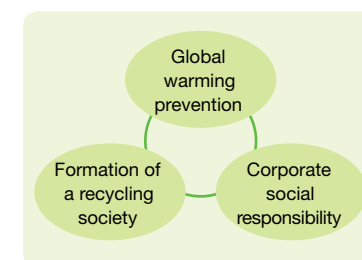 Global
warming
prevention
Formation of
a recycling
society
Corporate
social
responsibility